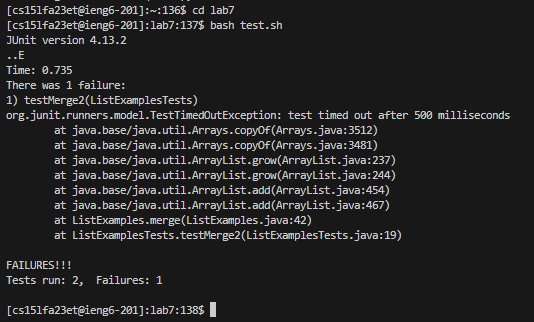 [cs15lfa23et@ieng6-201]:~:136$ cd lab7
[cs15lfa23et@ieng6-201]:lab7:137$ bash test.sh
JUnit version 4.13.2
..E
Time: 0.735
There was 1 failure:
1) testMerge2(ListExamplesTests)
org.junit.runners.model.TestTimedOutException: test timed out after 500 milliseconds
        at java.base/java.util.Arrays.copyOf(Arrays.java:3512)
        at java.base/java.util.Arrays.copyOf(Arrays.java:3481)
        at java.base/java.util.ArrayList.grow(ArrayList.java:237)
        at java.base/java.util.ArrayList.grow(ArrayList.java:244)
        at java.base/java.util.ArrayList.add(ArrayList.java:454)
        at java.base/java.util.ArrayList.add(ArrayList.java:467)
        at ListExamples.merge(ListExamples.java:42)
        at ListExamplesTests.testMerge2(ListExamplesTests.java:19)

FAILURES!!!
Tests run: 2,  Failures: 1

[cs15lfa23et@ieng6-201]:lab7:138$